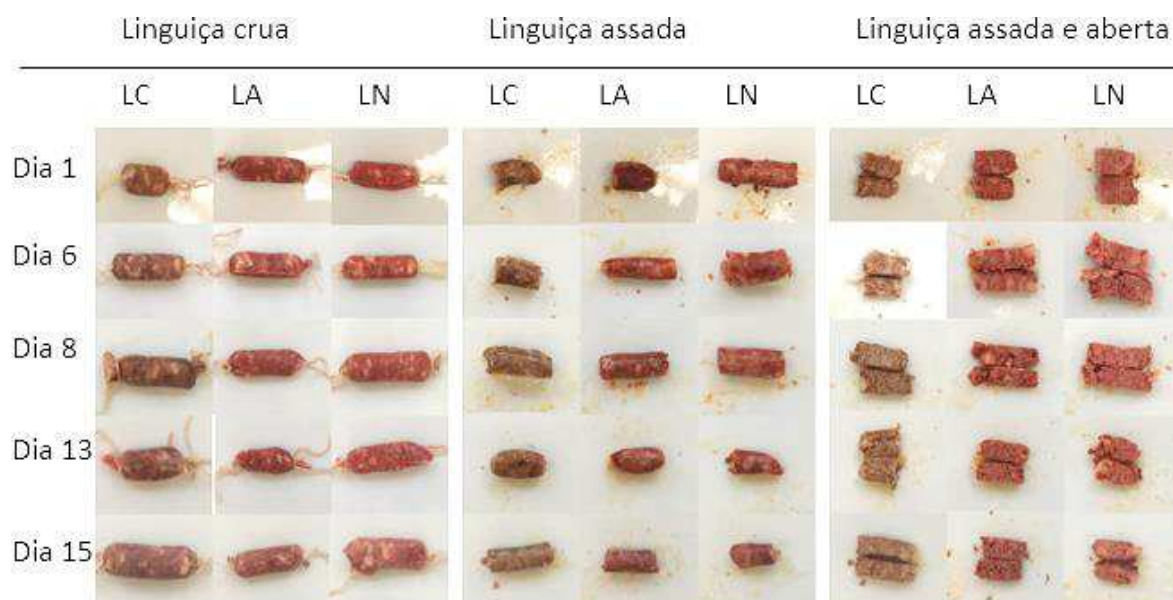 Linguiça crua Linguiça assada Linguiça assada e aberta
LC LA LN LC LA LN LC LA LN
Dia 1
Dia 6
Dia 8
Dia 13
Dia 15